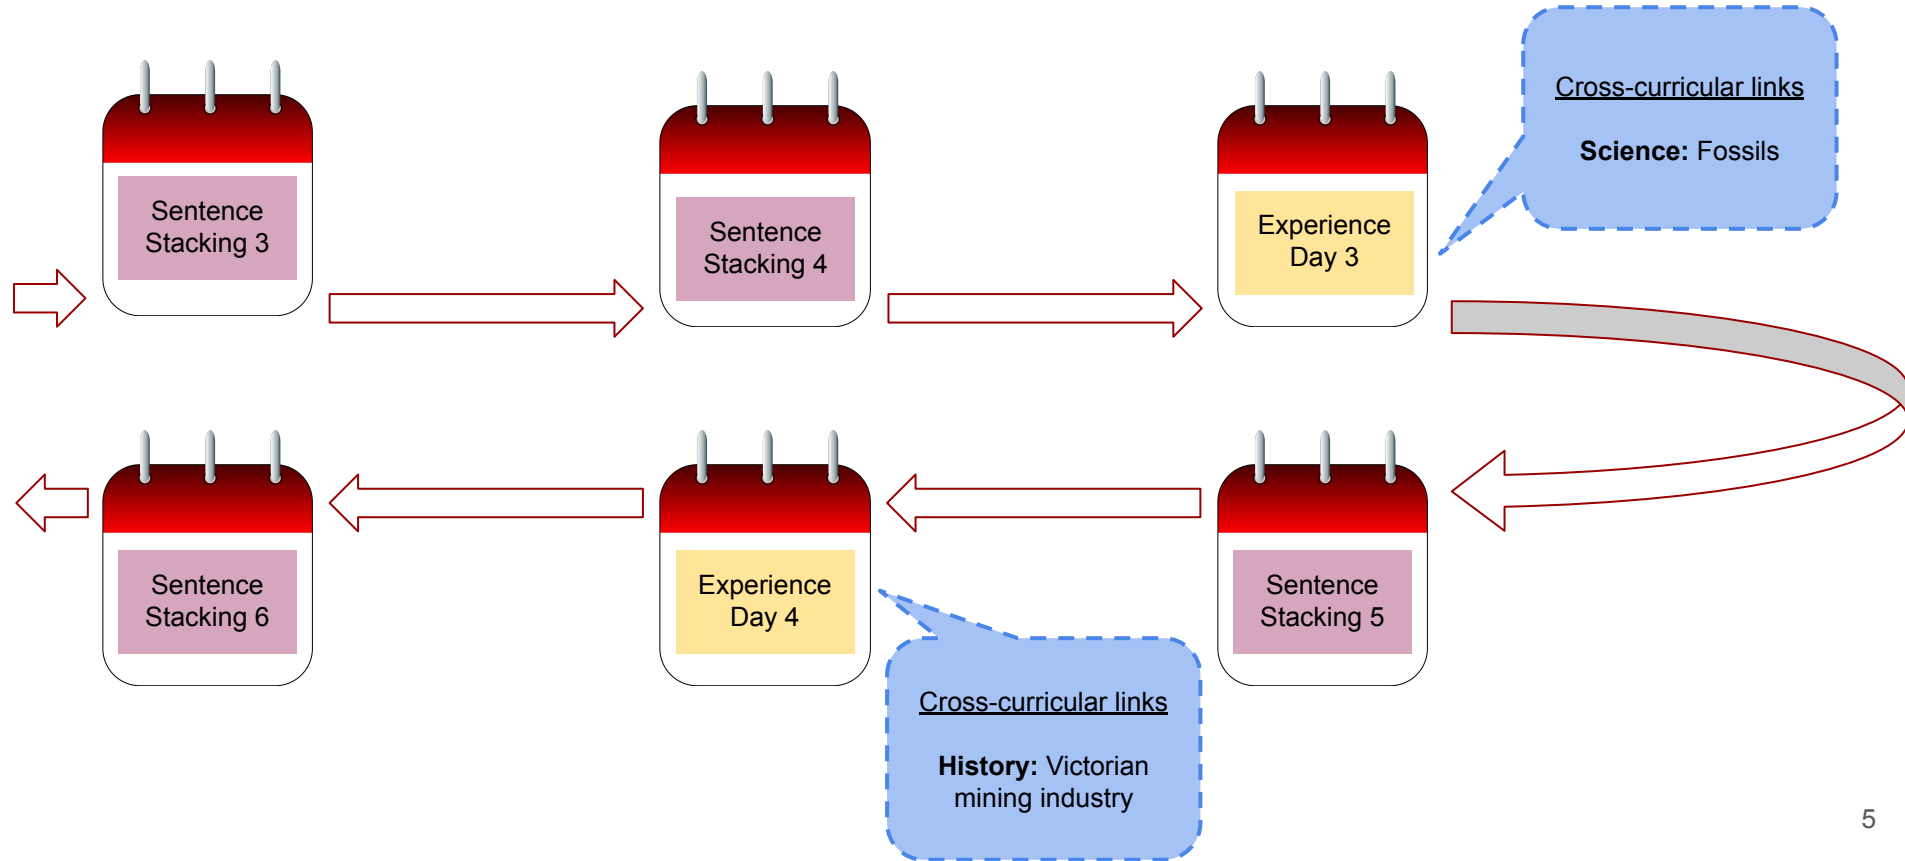 Cross-curricular links
Science: Fossils
Sentence
Stacking 3
Sentence
Stacking 4
Experience
Day 3
Sentence
Stacking 6
Experience
Day 4
Sentence
Stacking 5
Cross-curricular links
History: Victorian
mining industry
5